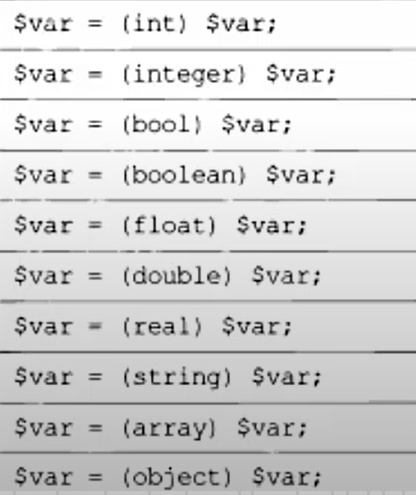 $var = (int) $var;
$var = (integer) $var;
$var = (bool) $var;
$var = (boolean) $var;
$var = (float) $var;
$var = (double) $var;
$var = (real) $var;
$var = (string) $var;
$var = (array) $var;
$var = (object) $var;